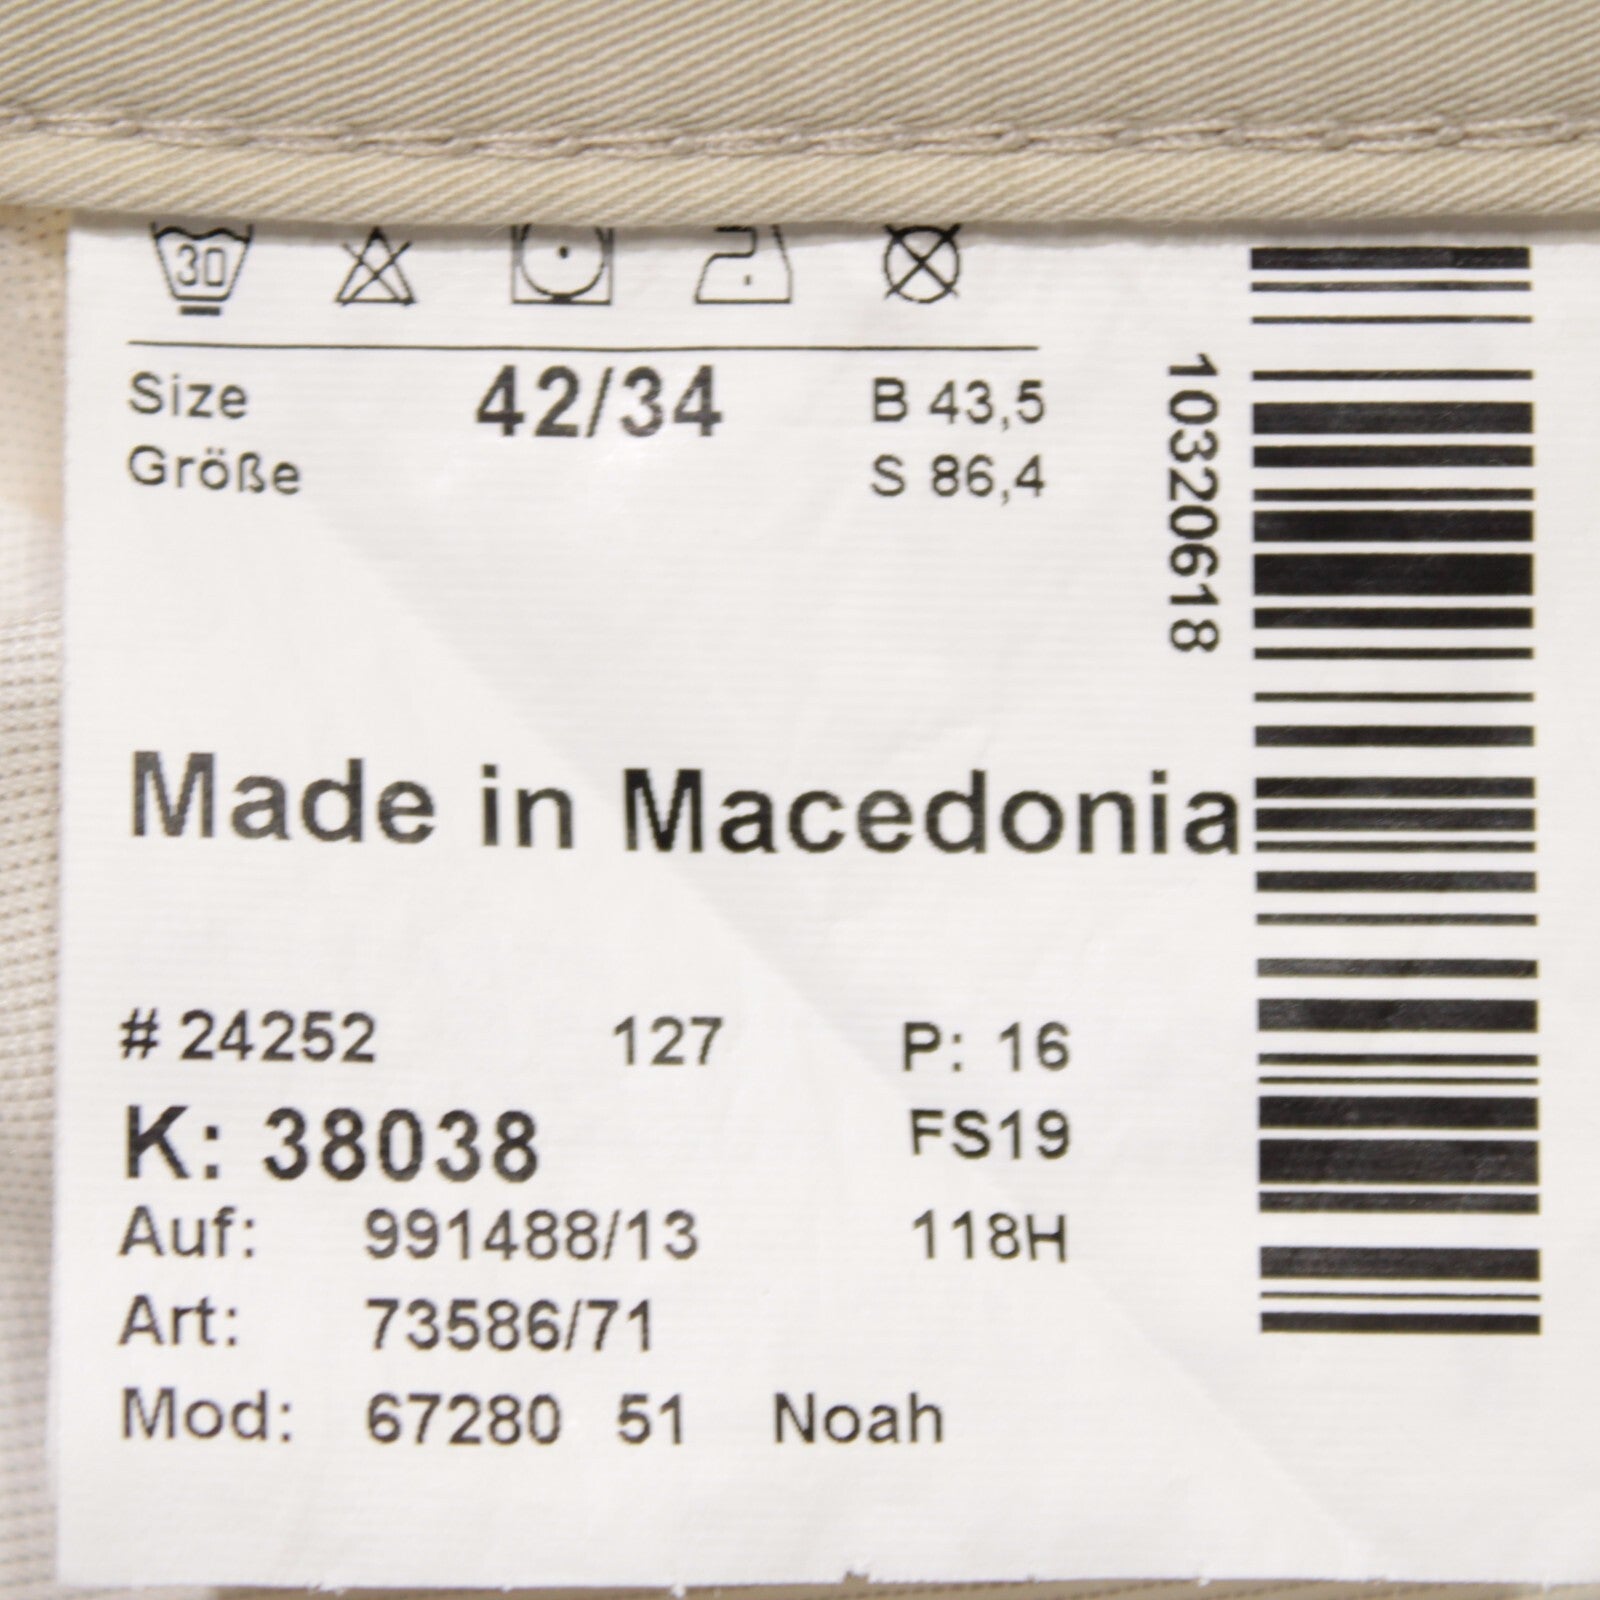 30
Size 42/34 B 43,5
Größe S 86,4
10320618
Made in Macedonia
# 24252 127 P: 16
K: 38038 FS19
Auf: 991488/13 118H
Art: 73586/71
Mod: 67280 51 Noah